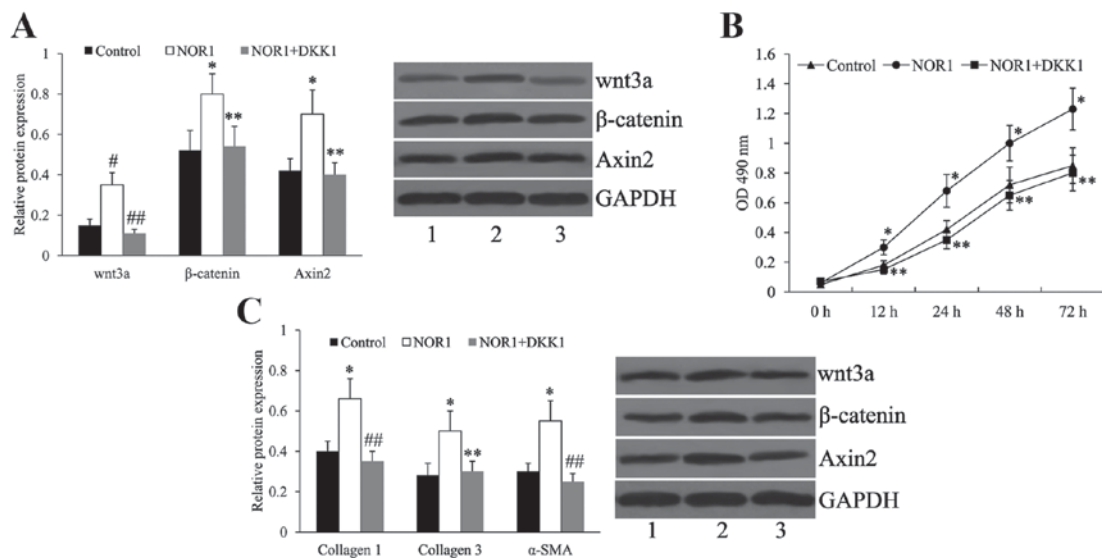 A
Control NOR1 NOR1+DKK1
Relative protein expression
1
0.8
0.6
0.4
0.2
0
#
##
*
**
*
**
wnt3a β-catenin Axin2
wnt3a
β-catenin
Axin2
GAPDH
1 2 3
B
Control NOR1 NOR1+DKK1
OD 490 nm
1.6
1.4
1.2
1.0
0.8
0.6
0.4
0.2
0
*
**
*
**
*
**
*
**
0 h 12 h 24 h 48 h 72 h
C
Control NOR1 NOR1+DKK1
Relative protein expression
1
0.8
0.6
0.4
0.2
0
*
##
*
**
*
##
Collagen 1 Collagen 3 α-SMA
wnt3a
β-catenin
Axin2
GAPDH
1 2 3